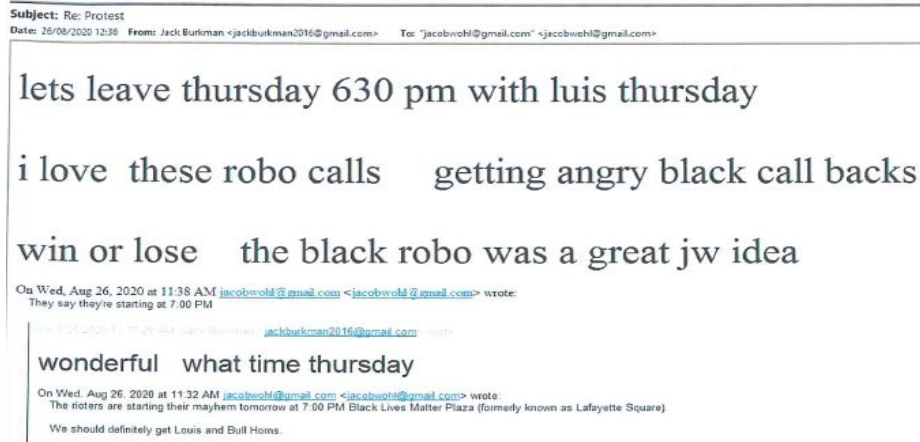 Subject: Re: Protest
Date: 26/08/2020 12:36 From: Jack Burkman <jackburkman2016@gmail.com> To: "jacobwohl@gmail.com" <jacobwohl@gmail.com>
lets leave thursday 630 pm with luis thursday
i love these robo calls getting angry black call backs
win or lose the black robo was a great jw idea
On Wed, Aug 26, 2020 at 11:38 AM jacobwohl@gmail.com <jacobwohl@gmail.com> wrote:
They say they're starting at 7:00 PM
jackburkman2016@gmail.com wrote
wonderful what time thursday
On Wed, Aug 26, 2020 at 11:32 AM jacobwohl@gmail.com <jacobwohl@gmail.com> wrote:
The rioters are starting their mayhem tomorrow at 7:00 PM Black Lives Matter Plaza (formerly known as Lafayette Square).
We should definitely get Louis and Bull Horns.